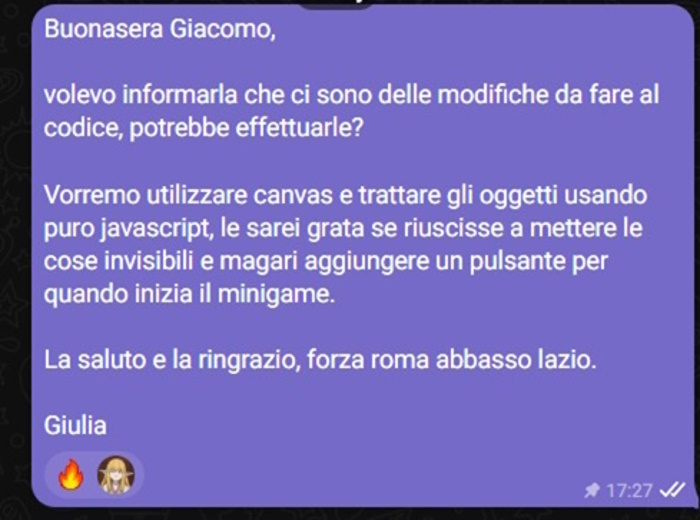 Buonasera Giacomo,
volevo informarla che ci sono delle modifiche da fare al
codice, potrebbe effettuarle?
Vorremo utilizzare canvas e trattare gli oggetti usando
puro javascript, le sarei grata se riuscisse a mettere le
cose invisibili e magari aggiungere un pulsante per
quando inizia il minigame.
La saluto e la ringrazio, forza roma abbasso lazio.
Giulia
17:27